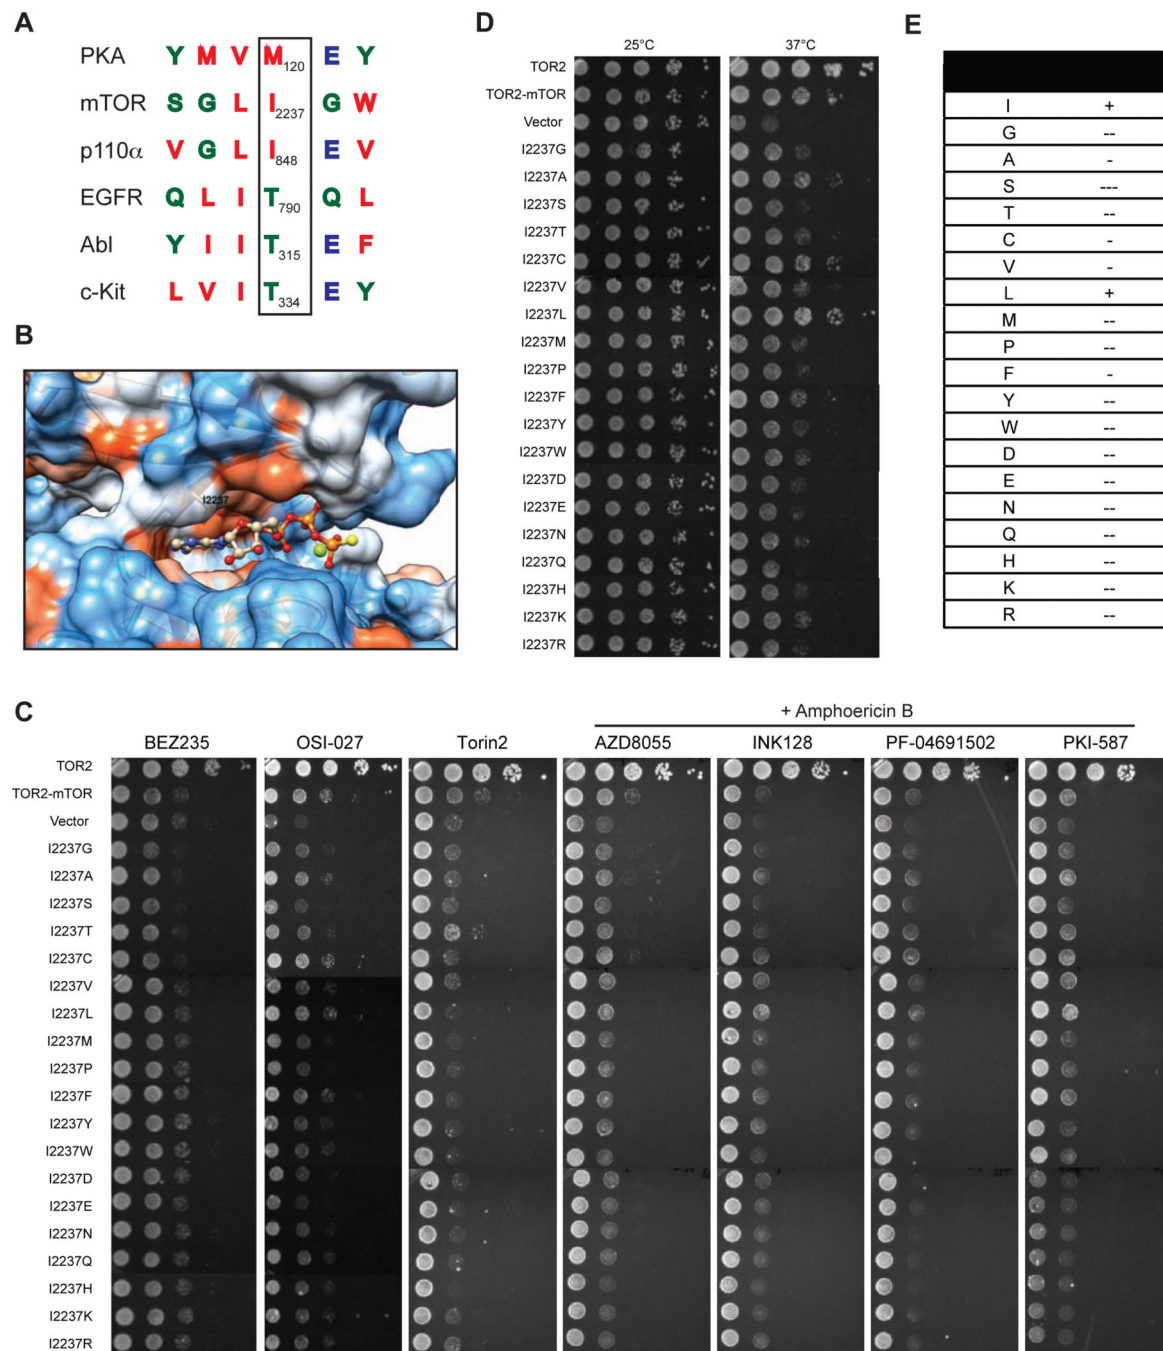 A
PKA Y M V M120 E Y
mTOR S G L I2237 G W
p110α V G L I848 E V
EGFR Q L I T790 Q L
Abl Y I I T315 E F
c-Kit L V I T334 E Y
B
I2237
D
25°C 37°C
TOR2
TOR2-mTOR
Vector
I2237G
I2237A
I2237S
I2237T
I2237C
I2237V
I2237L
I2237M
I2237P
I2237F
I2237Y
I2237W
I2237D
I2237E
I2237N
I2237Q
I2237H
I2237K
I2237R
E
I +
G --
A -
S ---
T --
C -
V -
L +
M --
P --
F -
Y --
W --
D --
E --
N --
Q --
H --
K --
R --
C
+ Amphoericin B
BEZ235 OSI-027 Torin2 AZD8055 INK128 PF-04691502 PKI-587
TOR2
TOR2-mTOR
Vector
I2237G
I2237A
I2237S
I2237T
I2237C
I2237V
I2237L
I2237M
I2237P
I2237F
I2237Y
I2237W
I2237D
I2237E
I2237N
I2237Q
I2237H
I2237K
I2237R